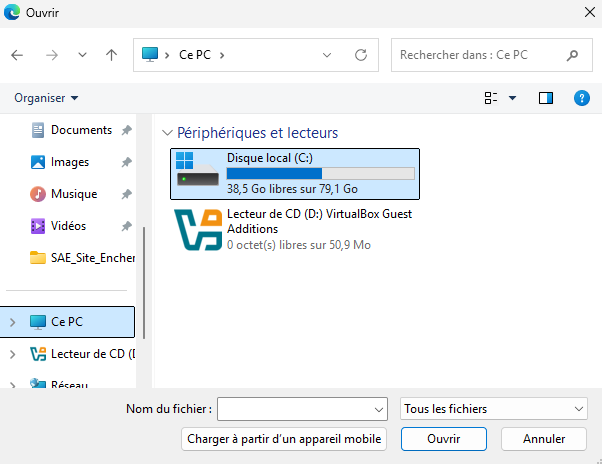 Ouvrir
Ce PC
Rechercher dans : Ce PC
Organiser
Documents
Images
Musique
Vidéos
SAE_Site_Encher
Ce PC
Lecteur de CD (D
Réseau
Périphériques et lecteurs
Disque local (C:)
38,5 Go libres sur 79,1 Go
Lecteur de CD (D:) VirtualBox Guest
Additions
0 octet(s) libres sur 50,9 Mo
Nom du fichier :
Tous les fichiers
Charger à partir d'un appareil mobile
Ouvrir
Annuler